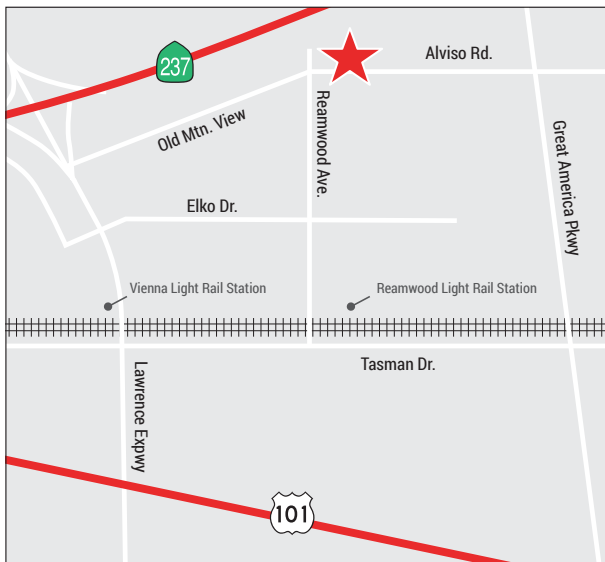 237
Alviso Rd.
Old Mtn. View
Reamwood Ave.
Great America Pkwy
Elko Dr.
Vienna Light Rail Station
Reamwood Light Rail Station
Tasman Dr.
Lawrence Expwy
101